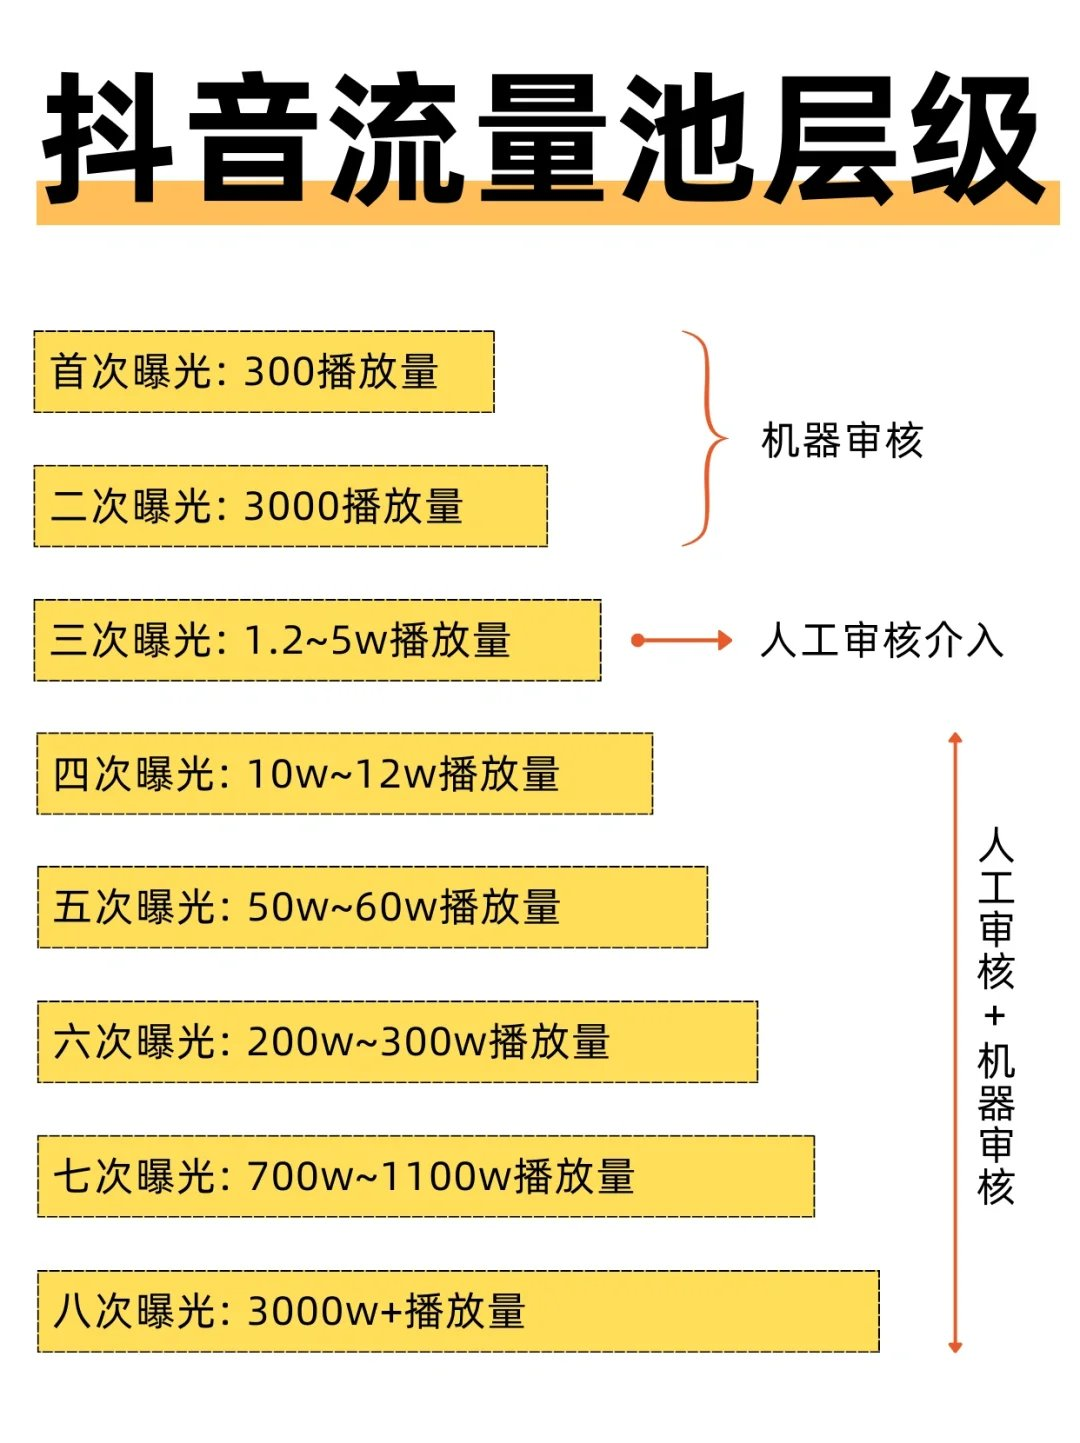 抖音流量池层级
首次曝光: 300播放量
二次曝光: 3000播放量
机器审核
三次曝光: 1.2~5w播放量
人工审核介入
四次曝光: 10w~12w播放量
五次曝光: 50w~60w播放量
六次曝光: 200w~300w播放量
七次曝光: 700w~1100w播放量
八次曝光: 3000w+播放量
人工审核+机器审核